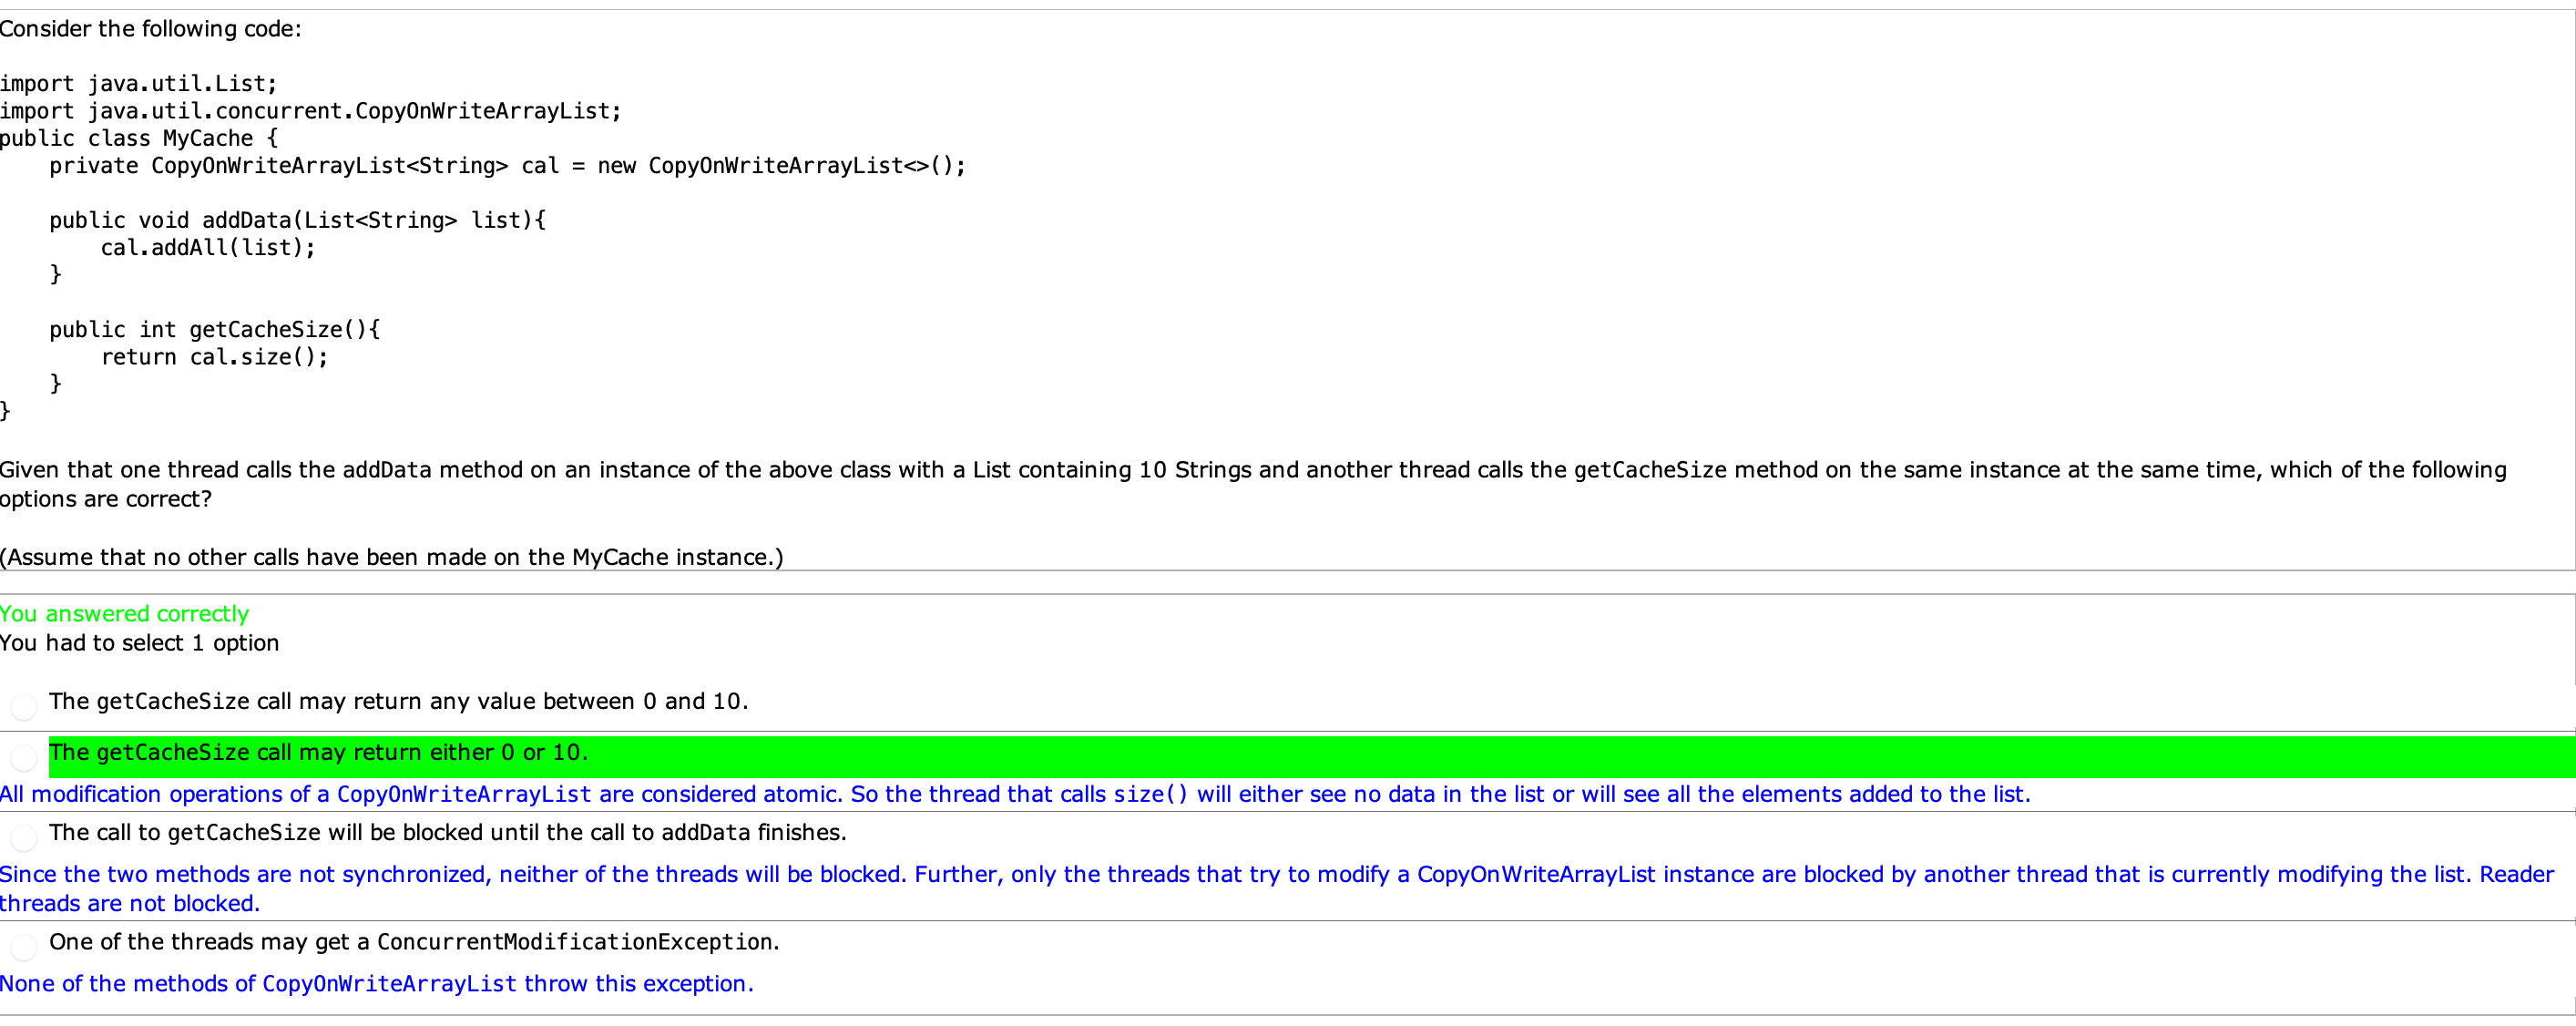 Consider the following code:
import java.util.List;
import java.util.concurrent.CopyOnWriteArrayList;
public class MyCache {
    private CopyOnWriteArrayList<String> cal = new CopyOnWriteArrayList<>();
    public void addData(List<String> list){
        cal.addAll(list);
    }
    public int getCacheSize(){
        return cal.size();
    }
}
Given that one thread calls the addData method on an instance of the above class with a List containing 10 Strings and another thread calls the getCacheSize method on the same instance at the same time, which of the following
options are correct?
(Assume that no other calls have been made on the MyCache instance.)
You answered correctly
You had to select 1 option
The getCacheSize call may return any value between 0 and 10.
The getCacheSize call may return either 0 or 10.
All modification operations of a CopyOnWriteArrayList are considered atomic. So the thread that calls size() will either see no data in the list or will see all the elements added to the list.
The call to getCacheSize will be blocked until the call to addData finishes.
Since the two methods are not synchronized, neither of the threads will be blocked. Further, only the threads that try to modify a CopyOnWriteArrayList instance are blocked by another thread that is currently modifying the list. Reader
threads are not blocked.
One of the threads may get a ConcurrentModificationException.
None of the methods of CopyOnWriteArrayList throw this exception.